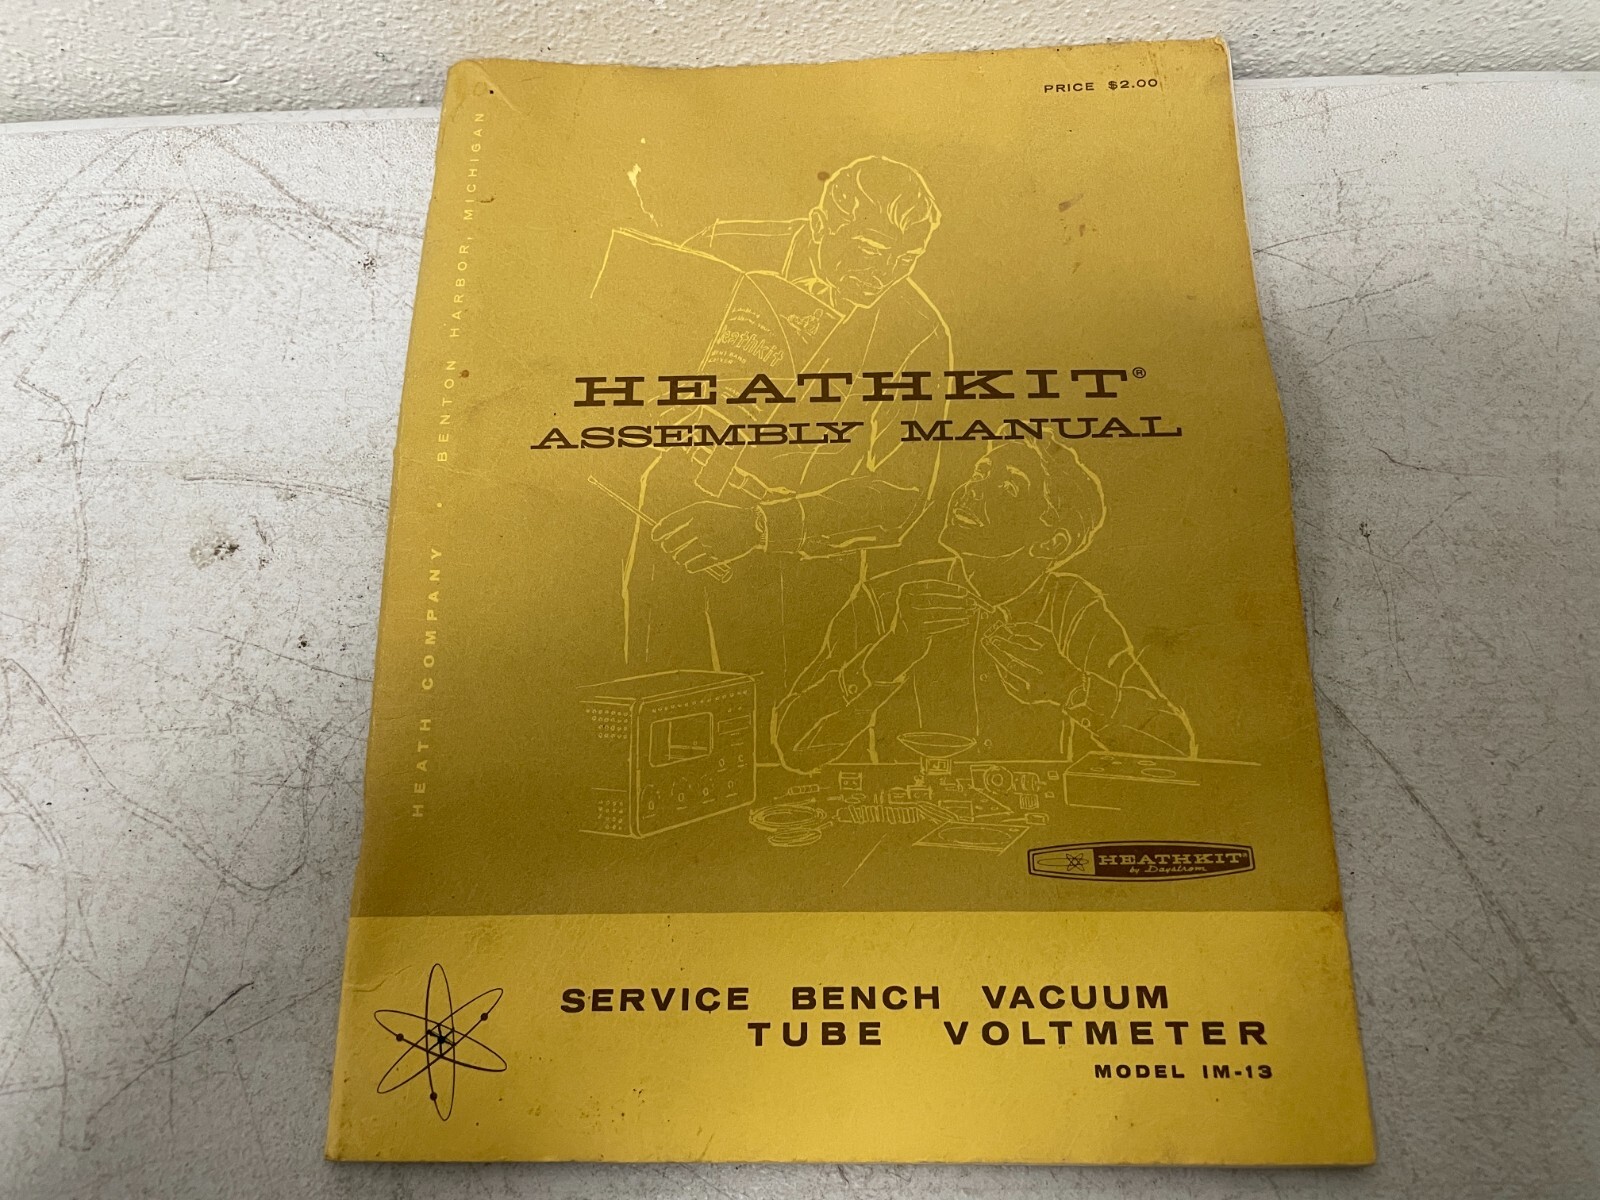 PRICE $2.00
HEATH COMPANY • BENTON HARBOR, MICHIGAN
heathkit
HEATHKIT®
ASSEMBLY MANUAL
HEATHKIT®
by Daystrom
SERVICE BENCH VACUUM
TUBE VOLTMETER
MODEL IM-13